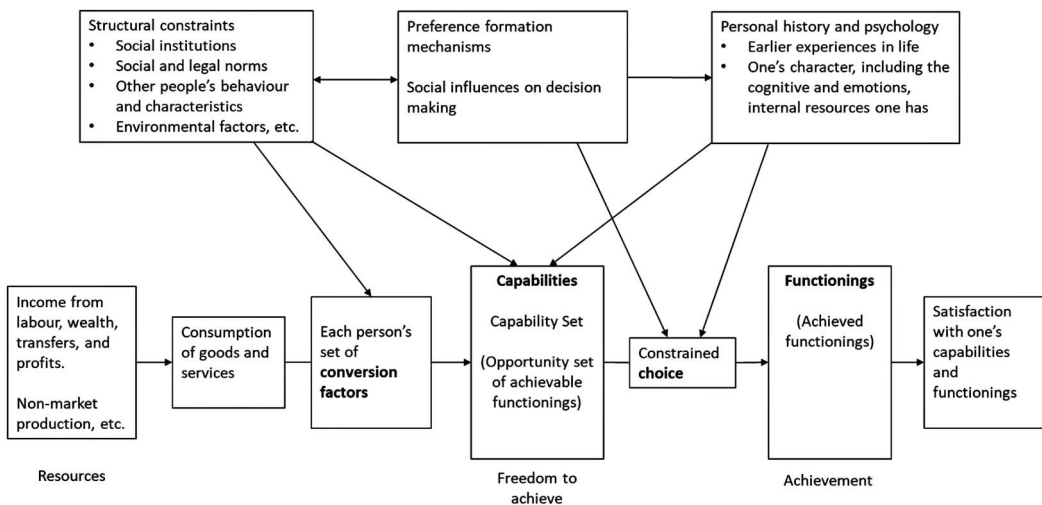 Structural constraints
• Social institutions
• Social and legal norms
• Other people's behaviour
and characteristics
• Environmental factors, etc.
Preference formation
mechanisms
Social influences on decision
making
Personal history and psychology
• Earlier experiences in life
• One's character, including the
cognitive and emotions,
internal resources one has
Income from
labour, wealth,
transfers, and
profits.
Non-market
production, etc.
Consumption
of goods and
services
Each person's
set of
conversion
factors
Capabilities
Capability Set
(Opportunity set
of achievable
functionings)
Constrained
choice
Functionings
(Achieved
functionings)
Satisfaction
with one's
capabilities
and
functionings
Resources
Freedom to
achieve
Achievement